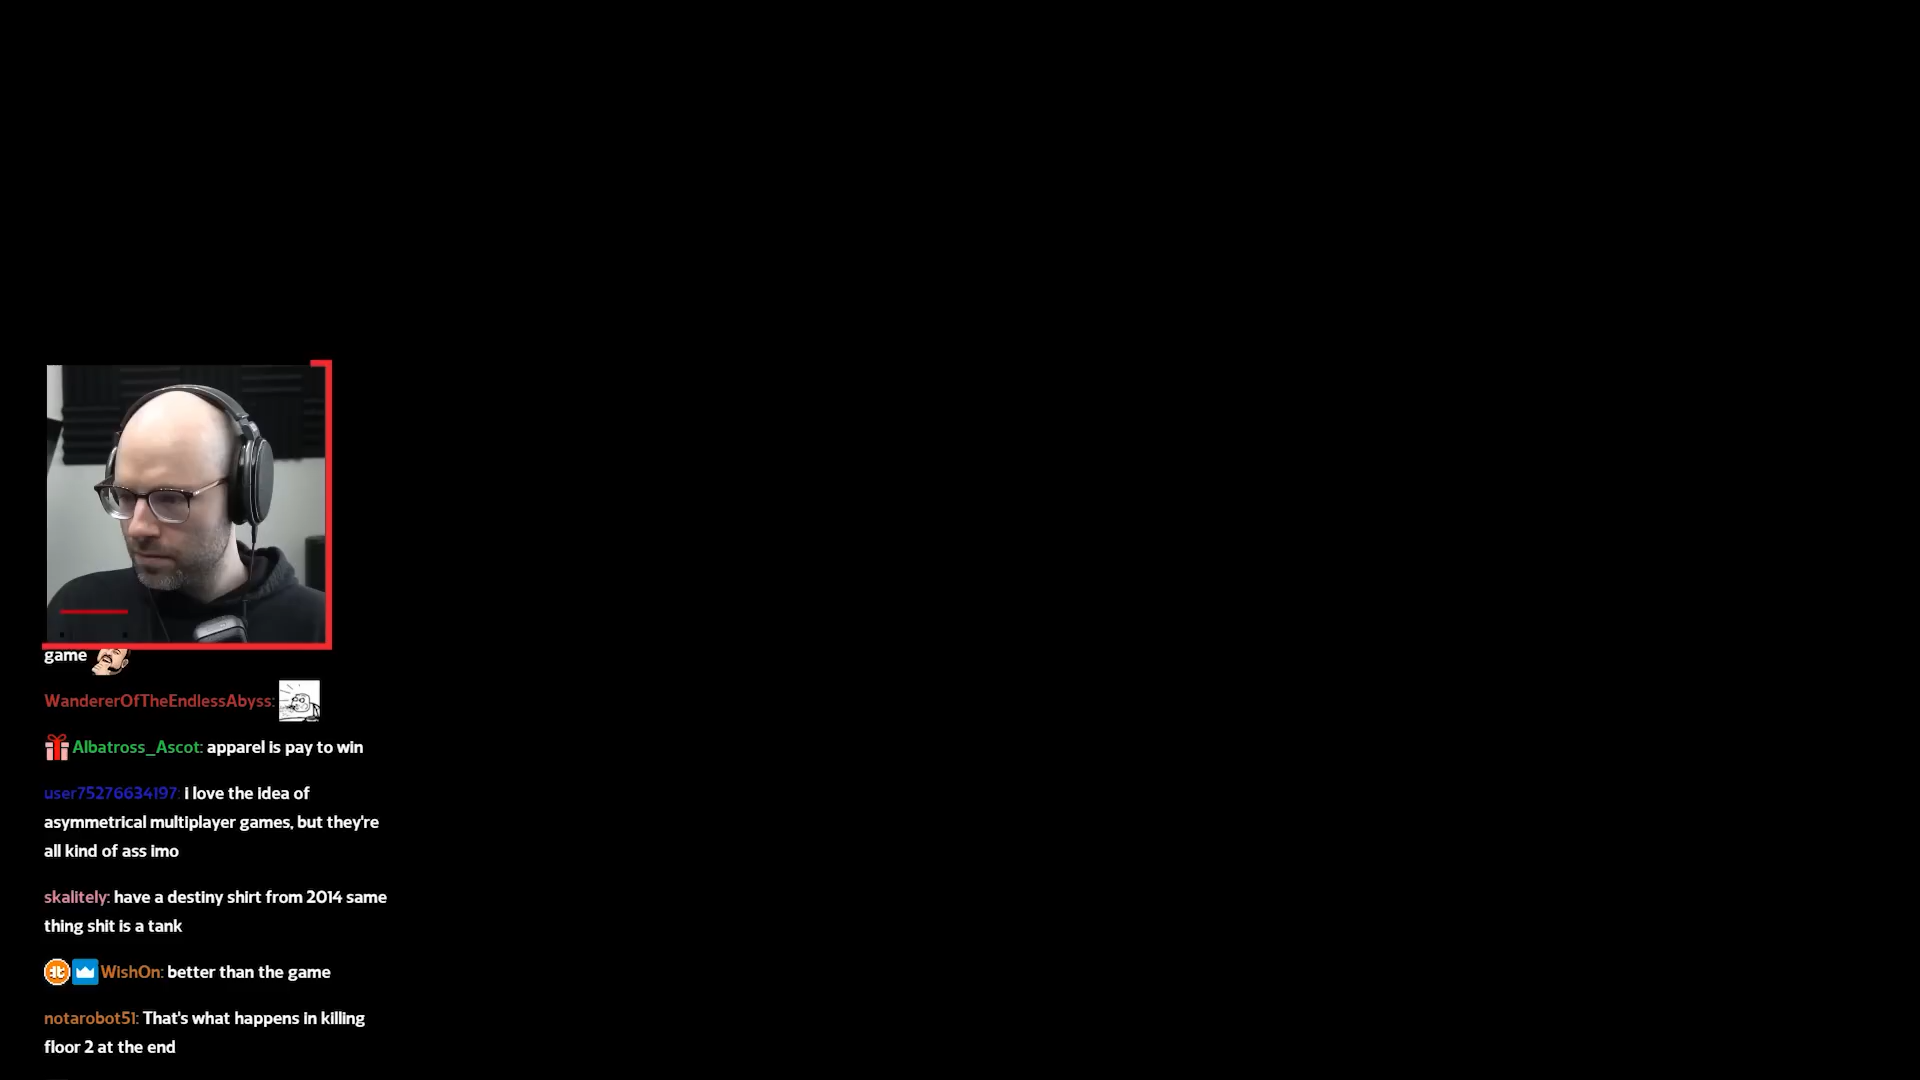 game
WandererOfTheEndlessAbyss:
Albatross_Ascot: apparel is pay to win
user75276634197: i love the idea of
asymmetrical multiplayer games, but they're
all kind of ass imo
skalitely: have a destiny shirt from 2014 same
thing shit is a tank
WishOn: better than the game
notarobot51: That's what happens in killing
floor 2 at the end